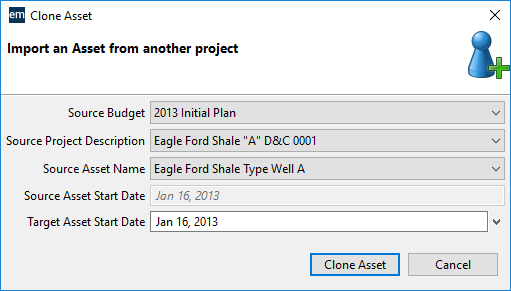 em Clone Asset
Import an Asset from another project
Source Budget 2013 Initial Plan
Source Project Description Eagle Ford Shale "A" D&C 0001
Source Asset Name Eagle Ford Shale Type Well A
Source Asset Start Date Jan 16, 2013
Target Asset Start Date Jan 16, 2013
Clone Asset Cancel